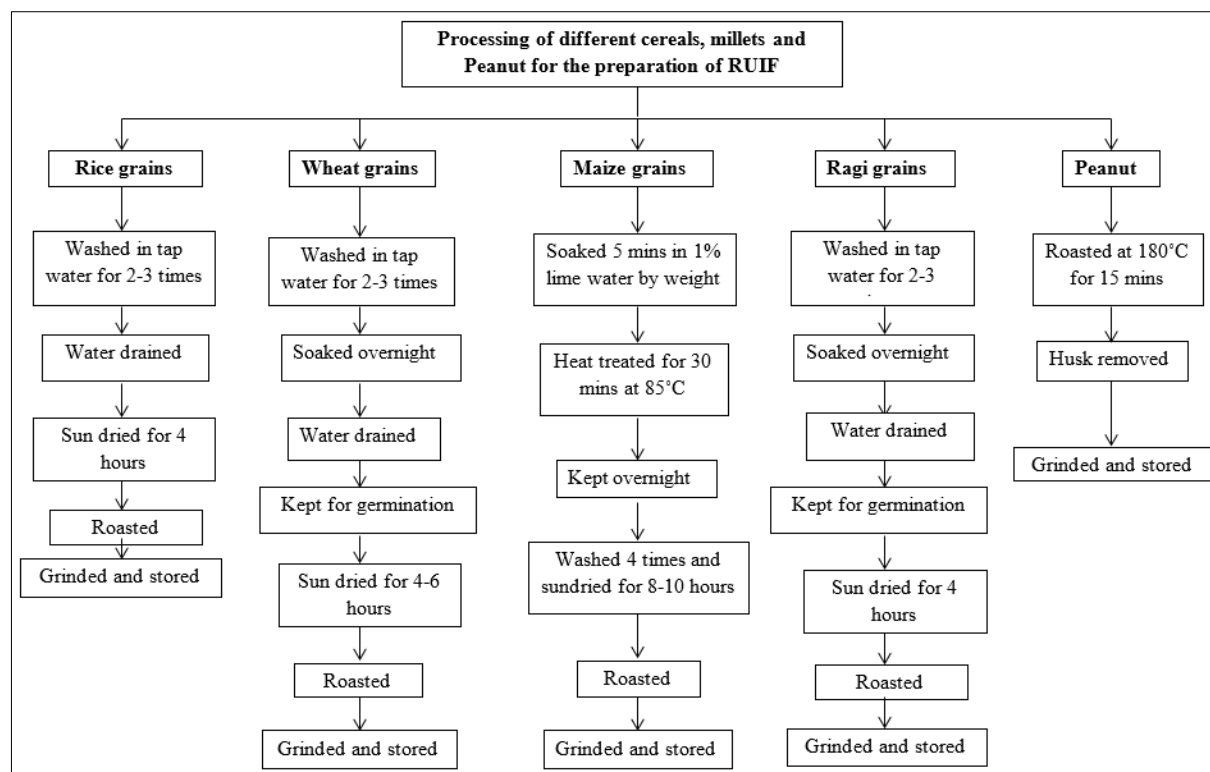 Processing of different cereals, millets and
Peanut for the preparation of RUIF
Rice grains
Washed in tap
water for 2-3 times
Water drained
Sun dried for 4
hours
Roasted
Grinded and stored
Wheat grains
Washed in tap
water for 2-3 times
Soaked overnight
Water drained
Kept for germination
Sun dried for 4-6
hours
Roasted
Grinded and stored
Maize grains
Soaked 5 mins in 1%
lime water by weight
Heat treated for 30
mins at 85°C
Kept overnight
Washed 4 times and
sundried for 8-10 hours
Roasted
Grinded and stored
Ragi grains
Washed in tap
water for 2-3
Soaked overnight
Water drained
Kept for germination
Sun dried for 4
hours
Roasted
Grinded and stored
Peanut
Roasted at 180°C
for 15 mins
Husk removed
Grinded and stored